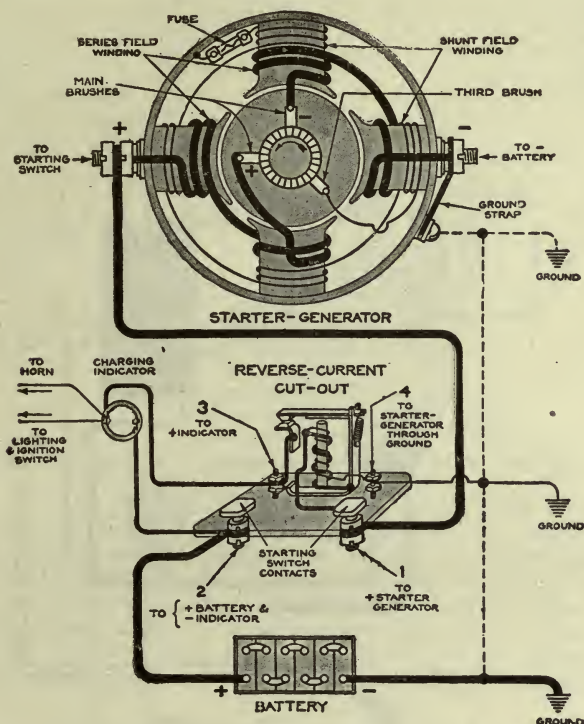 FUSE
SERIES FIELD
WINDING
SHUNT FIELD
WINDING
MAIN
BRUSHES
THIRD BRUSH
+
-
-
+
TO
STARTING
SWITCH
TO -
BATTERY
GROUND
STRAP
GROUND
STARTER-GENERATOR
TO
HORN
CHARGING
INDICATOR
REVERSE-CURRENT
CUT-OUT
3
TO
+INDICATOR
4
TO
STARTER-
GENERATOR
THROUGH
GROUND
TO
LIGHTING
& IGNITION
SWITCH
GROUND
STARTING
SWITCH
CONTACTS
2
TO { + BATTERY &
- INDICATOR
1
TO
+ STARTER
GENERATOR
+
-
BATTERY
GROUND